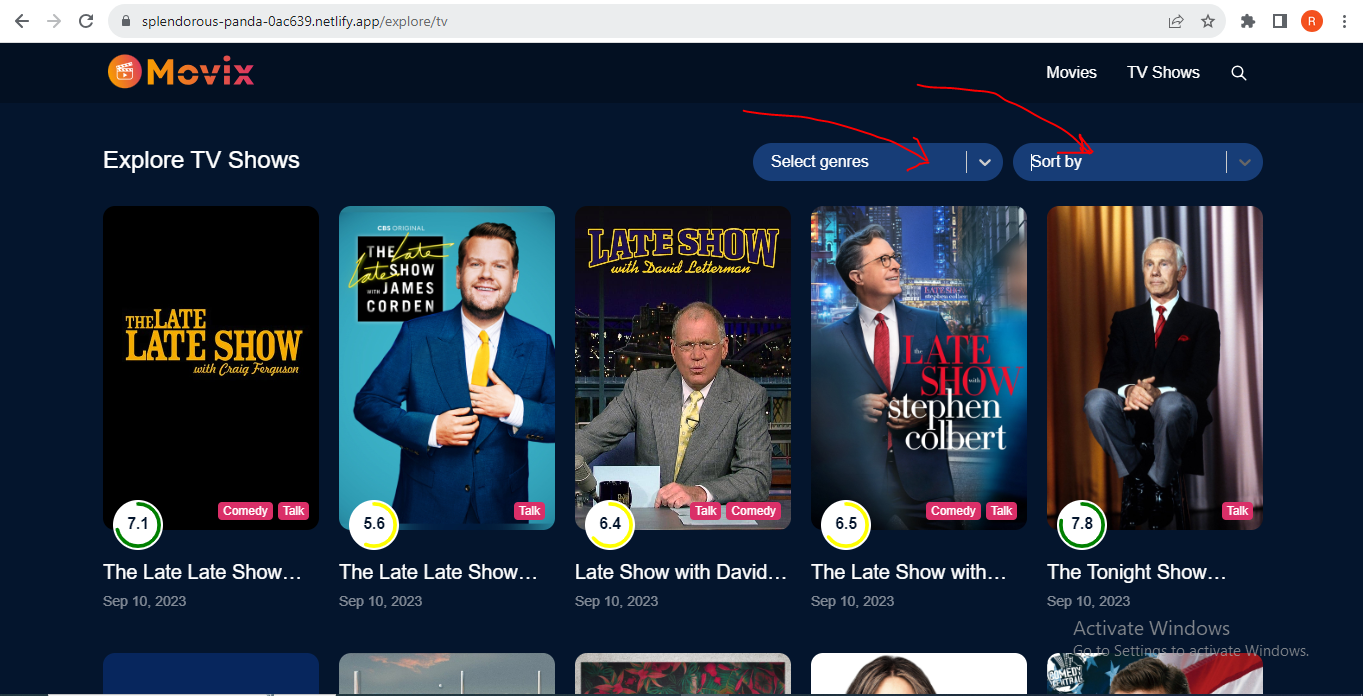 splendorous-panda-0ac639.netlify.app/explore/tv
R
Movix
Movies TV Shows
Explore TV Shows
Select genres
Sort by
THE LATE
LATE SHOW
with Craig Ferguson
CBS ORIGINAL
THE Late
Late SHOW
WITH JAMES
CORDEN
LATE SHOW
with David Letterman
the
LATE
SHOW
with
stephen
colbert
7.1
Comedy Talk
5.6
Talk
6.4
Talk Comedy
6.5
Comedy Talk
7.8
Talk
The Late Late Show...
Sep 10, 2023
The Late Late Show...
Sep 10, 2023
Late Show with David...
Sep 10, 2023
The Late Show with...
Sep 10, 2023
The Tonight Show...
Sep 10, 2023
Activate Windows
Go to Settings to activate Windows.
COMEDY
CENTRAL